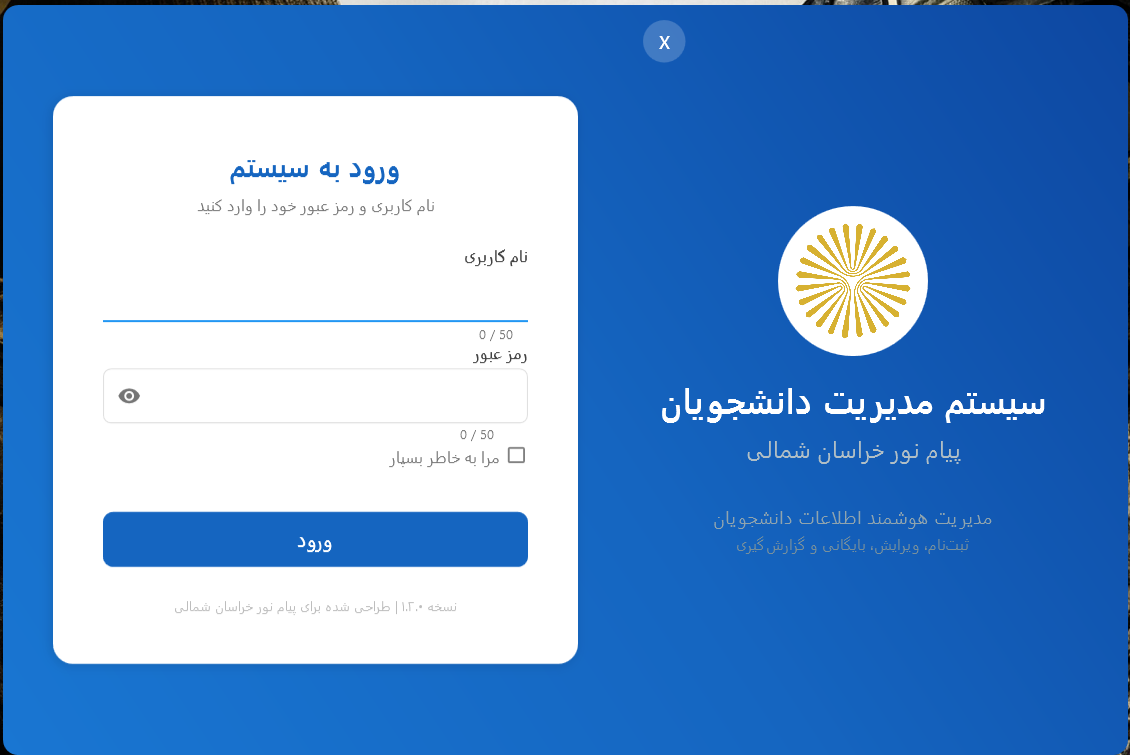 X
سیستم مدیریت دانشجویان
پیام نور خراسان شمالی
مدیریت هوشمند اطلاعات دانشجویان
ثبت‌نام، ویرایش، بایگانی و گزارش گیری
ورود به سیستم
نام کاربری و رمز عبور خود را وارد کنید
نام کاربری
0 / 50
رمز عبور
0 / 50
مرا به خاطر بسپار
ورود
نسخه ۱.۲.۰ | طراحی شده برای پیام نور خراسان شمالی